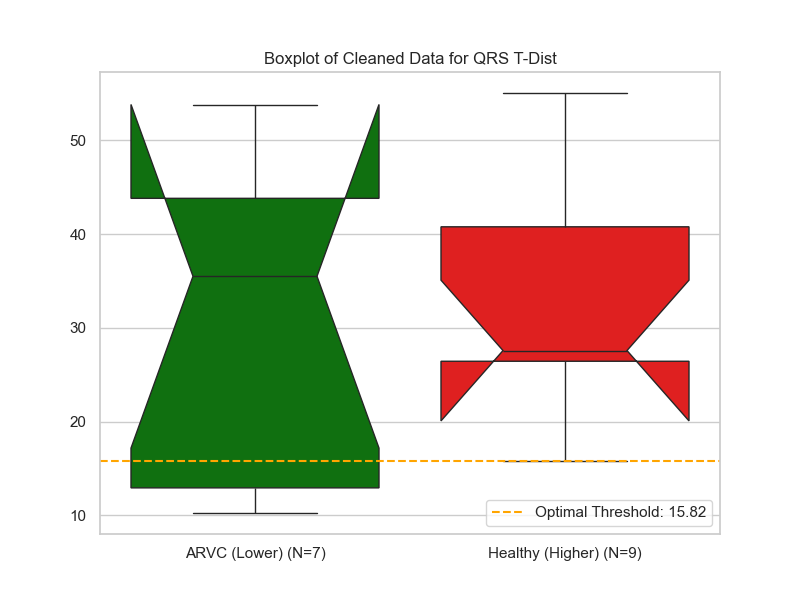 Boxplot of Cleaned Data for QRS T-Dist
50
40
30
20
10
Optimal Threshold: 15.82
ARVC (Lower) (N=7)
Healthy (Higher) (N=9)